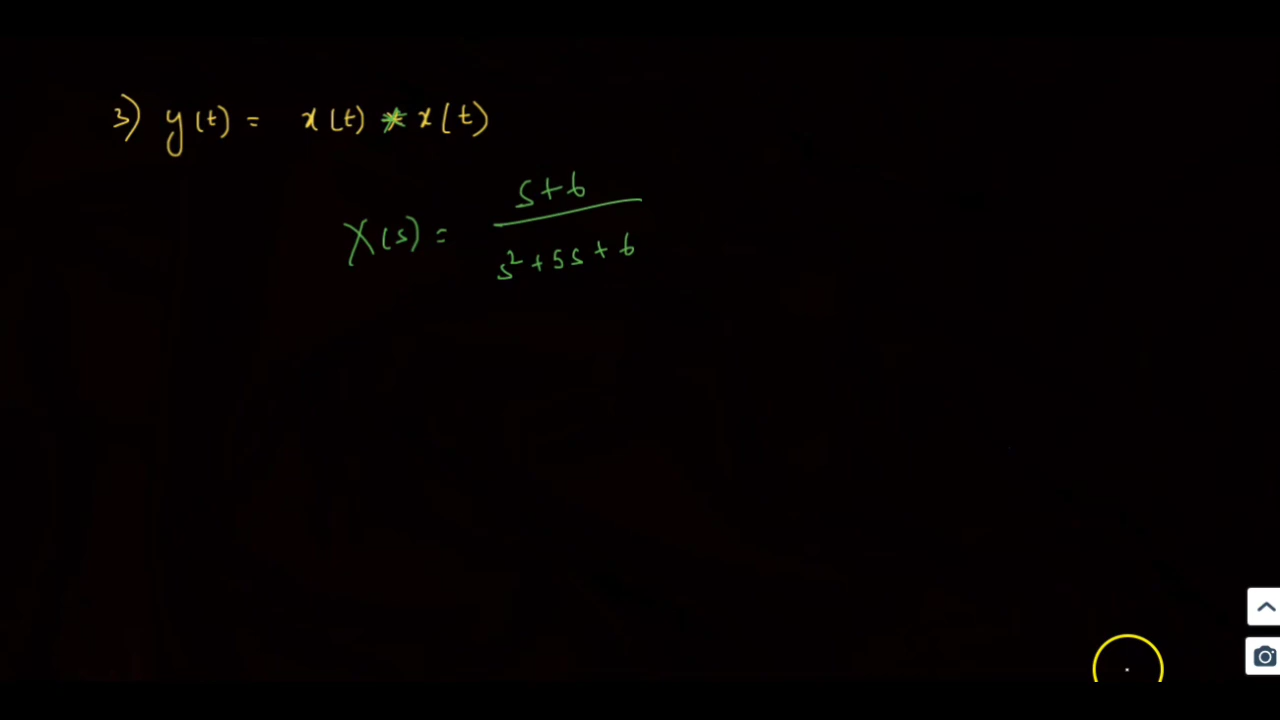 3) y(t) = x(t) * x(t)
X(s) = s+6 / s²+5s+6